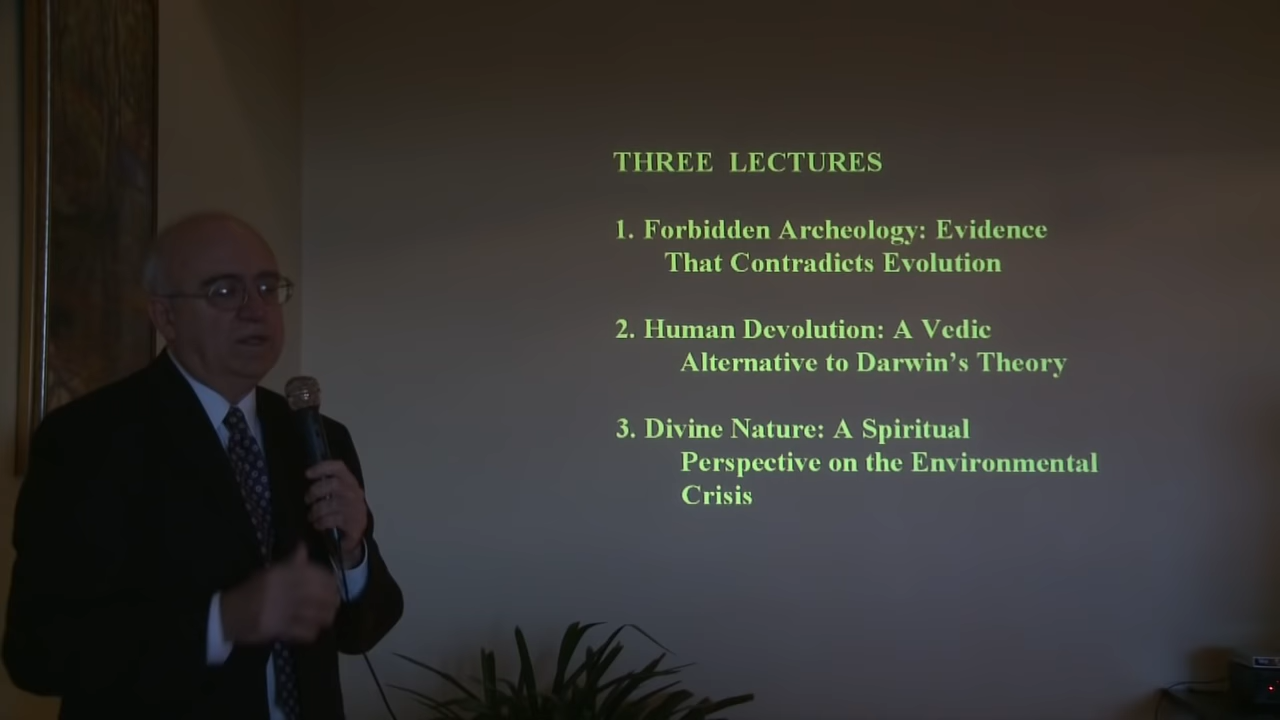 THREE LECTURES
1. Forbidden Archeology: Evidence
That Contradicts Evolution
2. Human Devolution: A Vedic
Alternative to Darwin's Theory
3. Divine Nature: A Spiritual
Perspective on the Environmental
Crisis